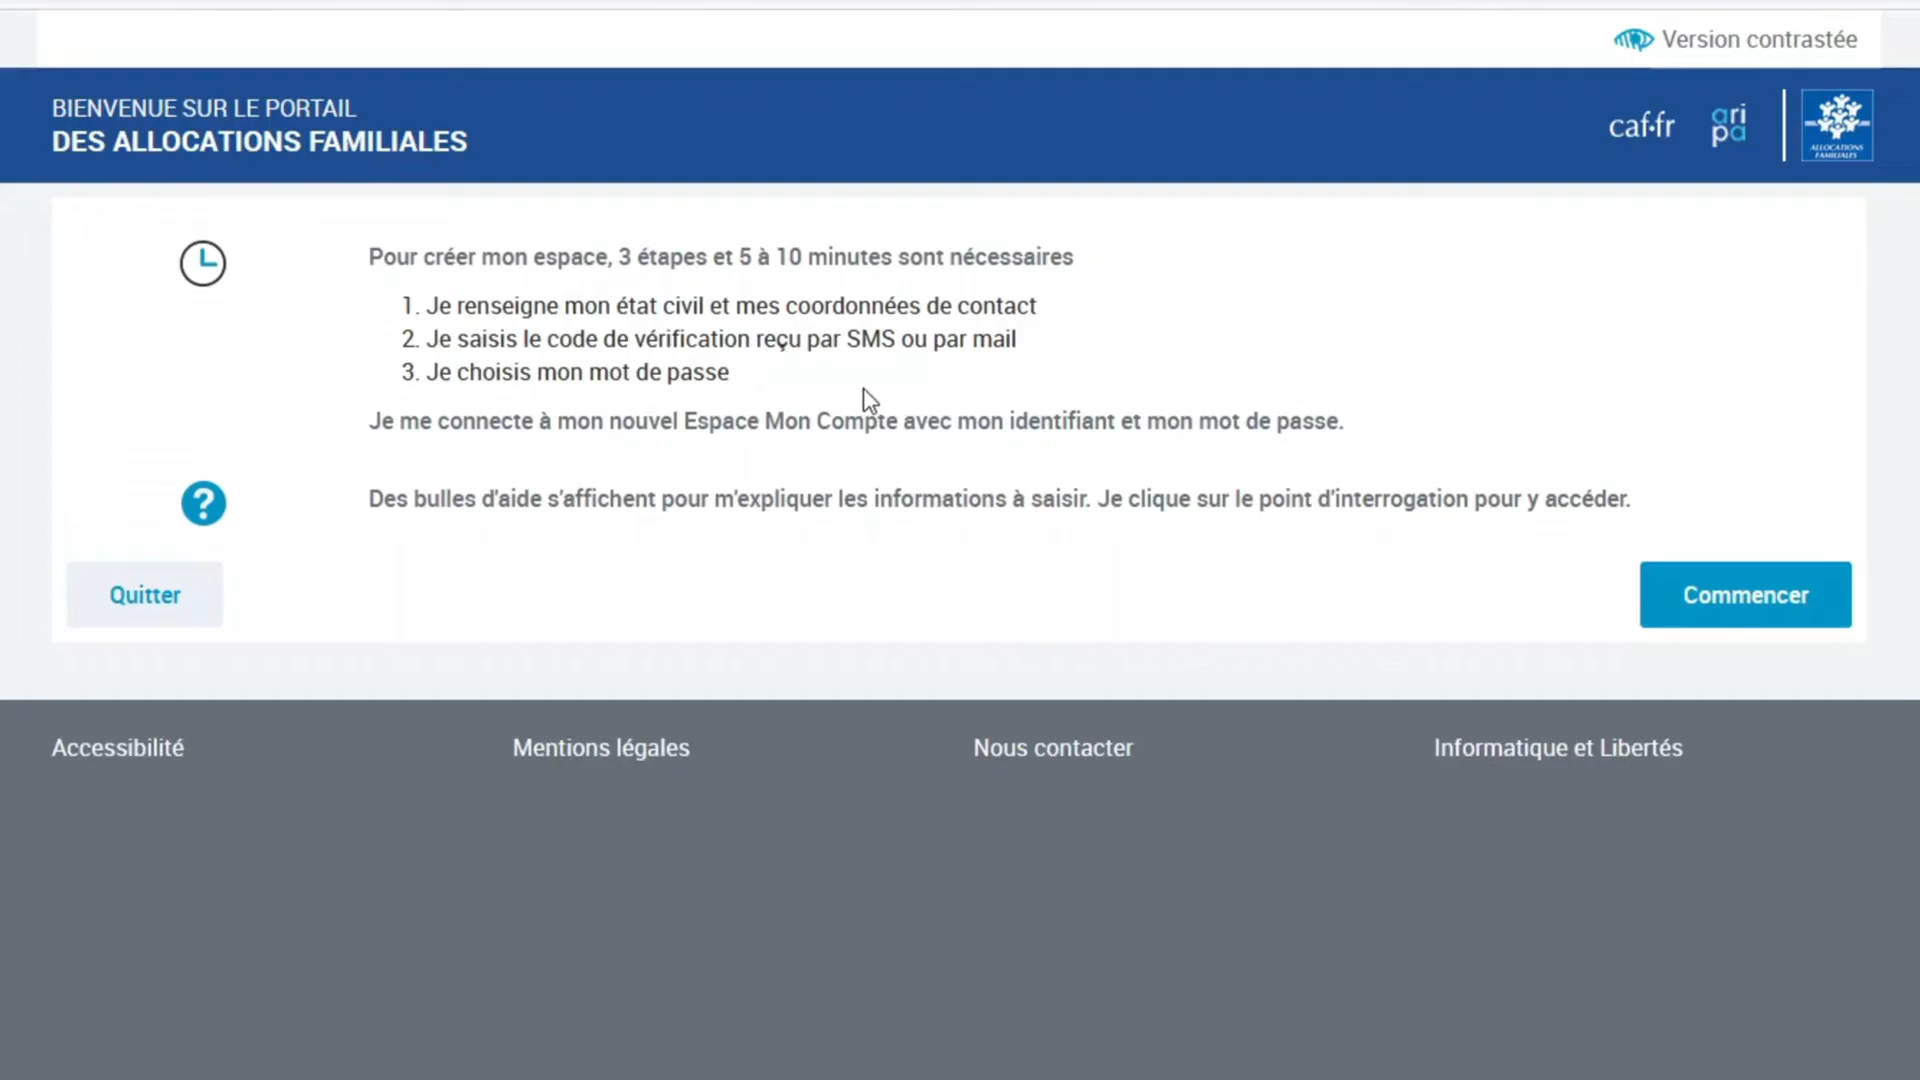 Version contrastée
BIENVENUE SUR LE PORTAIL
DES ALLOCATIONS FAMILIALES
caf.fr
ari
pa
ALLOCATIONS
FAMILIALES
Pour créer mon espace, 3 étapes et 5 à 10 minutes sont nécessaires
1. Je renseigne mon état civil et mes coordonnées de contact
2. Je saisis le code de vérification reçu par SMS ou par mail
3. Je choisis mon mot de passe
Je me connecte à mon nouvel Espace Mon Compte avec mon identifiant et mon mot de passe.
?
Des bulles d'aide s'affichent pour m'expliquer les informations à saisir. Je clique sur le point d'interrogation pour y accéder.
Quitter
Commencer
Accessibilité
Mentions légales
Nous contacter
Informatique et Libertés